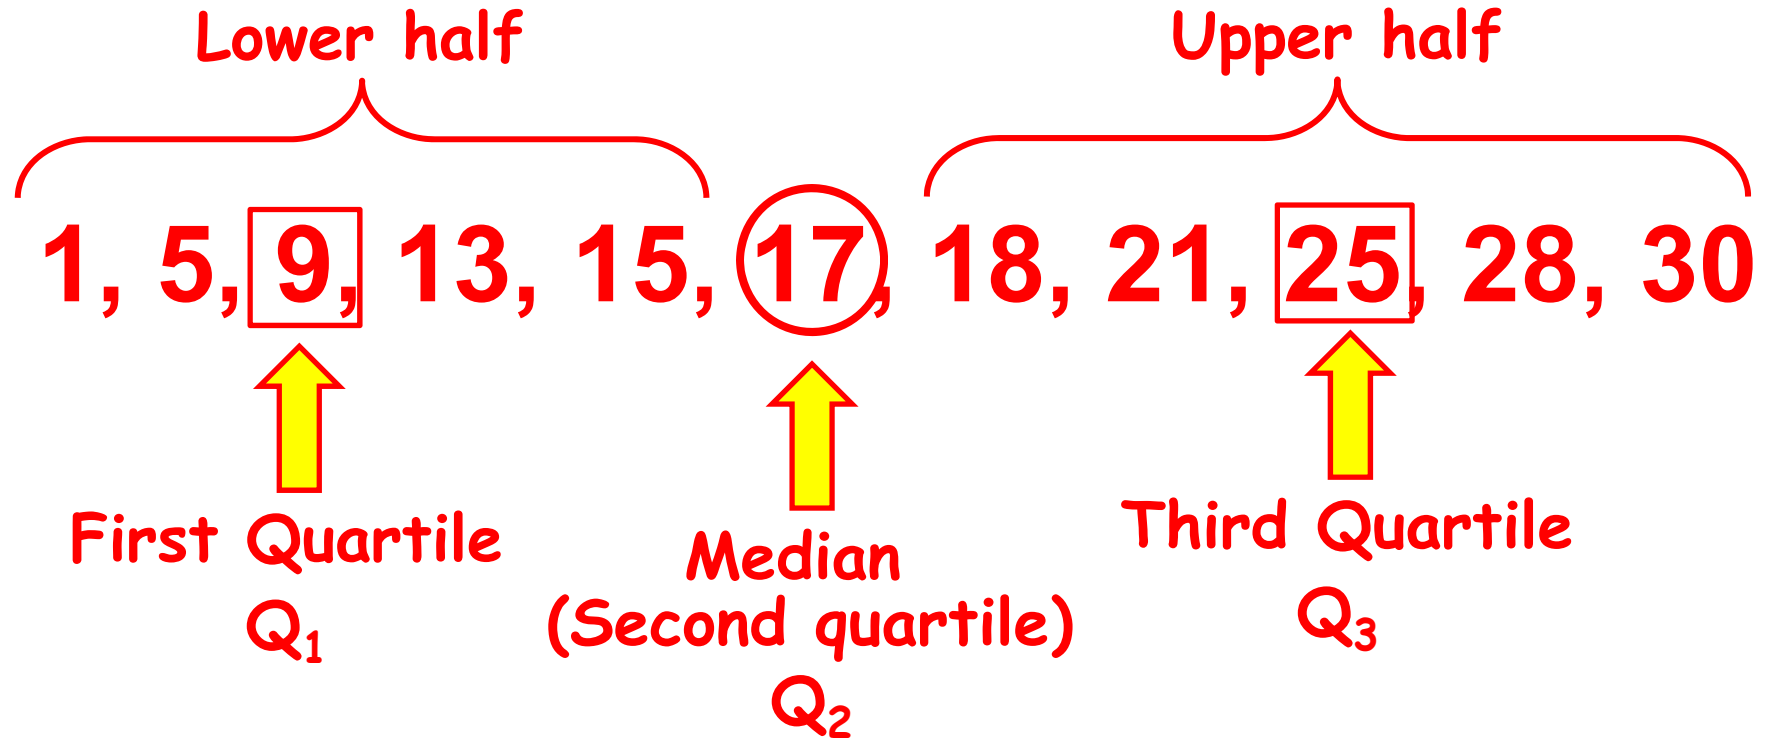 Lower half
Upper half
1, 5, 9, 13, 15, 17, 18, 21, 25, 28, 30
First Quartile
Q₁
Median
(Second quartile)
Q₂
Third Quartile
Q₃